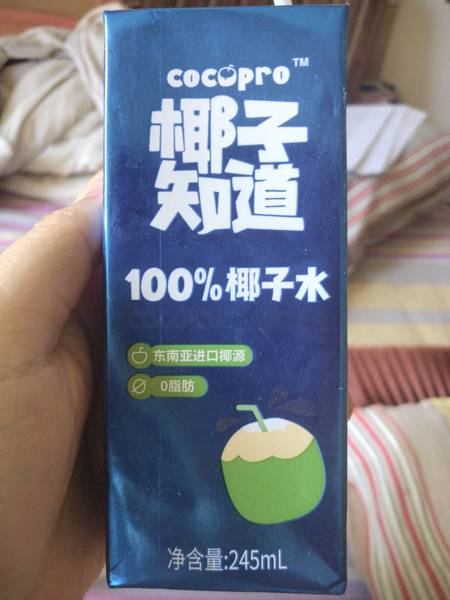 cocopro™
椰子
知道
100%椰子水
东南亚进口椰源
0脂肪
净含量:245mL